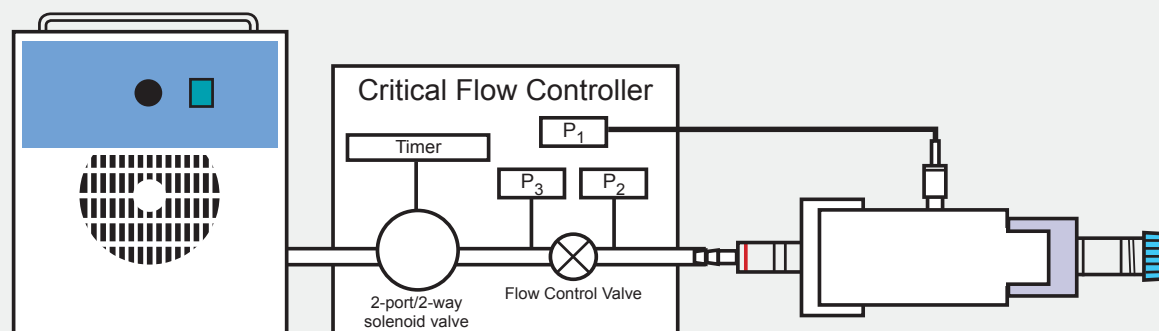 Critical Flow Controller
P1
Timer
P3
P2
2-port/2-way
solenoid valve
Flow Control Valve